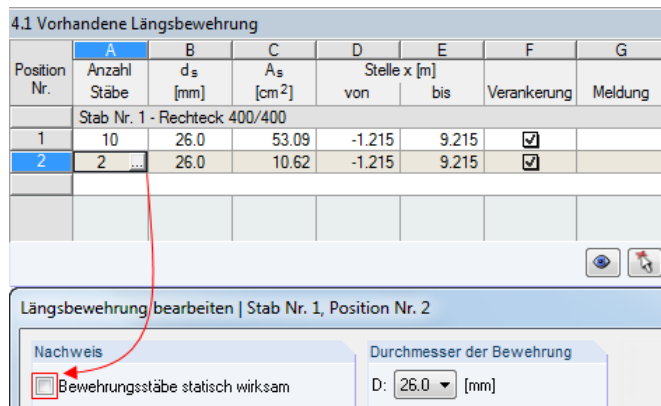 4.1 Vorhandene Längsbewehrung
A B C D E F G
Position Anzahl ds As Stelle x [m]
Nr. Stäbe [mm] [cm²] von bis Verankerung Meldung
Stab Nr. 1 - Rechteck 400/400
1 10 26.0 53.09 -1.215 9.215
2 2 ... 26.0 10.62 -1.215 9.215
Längsbewehrung bearbeiten | Stab Nr. 1, Position Nr. 2
Nachweis Durchmesser der Bewehrung
Bewehrungsstäbe statisch wirksam D: 26.0 [mm]